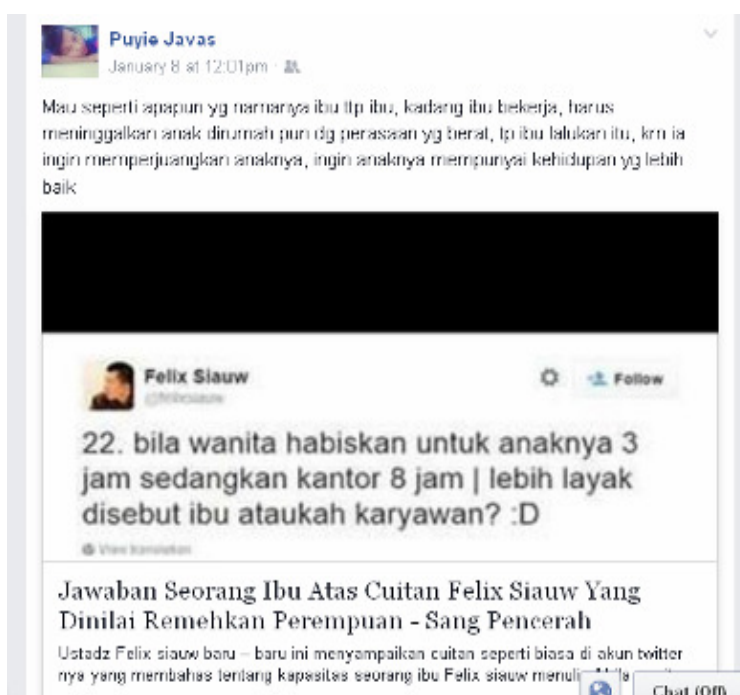 Puyie Javas
January 8 at 12:01pm
Mau seperti apapun yg namanya ibu ttp ibu, kadang ibu bekerja, harus
meninggalkan anak dirumah pun dg perasaan yg berat, tp ibu lalukan itu, krn ia
ingin memperjuangkan anaknya, ingin anaknya mempunyai kehidupan yg lebih
baik
Felix Siauw
Follow
22. bila wanita habiskan untuk anaknya 3
jam sedangkan kantor 8 jam | lebih layak
disebut ibu ataukah karyawan? :D
View translation
Jawaban Seorang Ibu Atas Cuitan Felix Siauw Yang
Dinilai Remehkan Perempuan - Sang Pencerah
Ustadz Felix siauw baru – baru ini menyampaikan cuitan seperti biasa di akun twitter
nya yang membahas tentang kapasitas seorang ibu Felix siauw
Chat (Off)